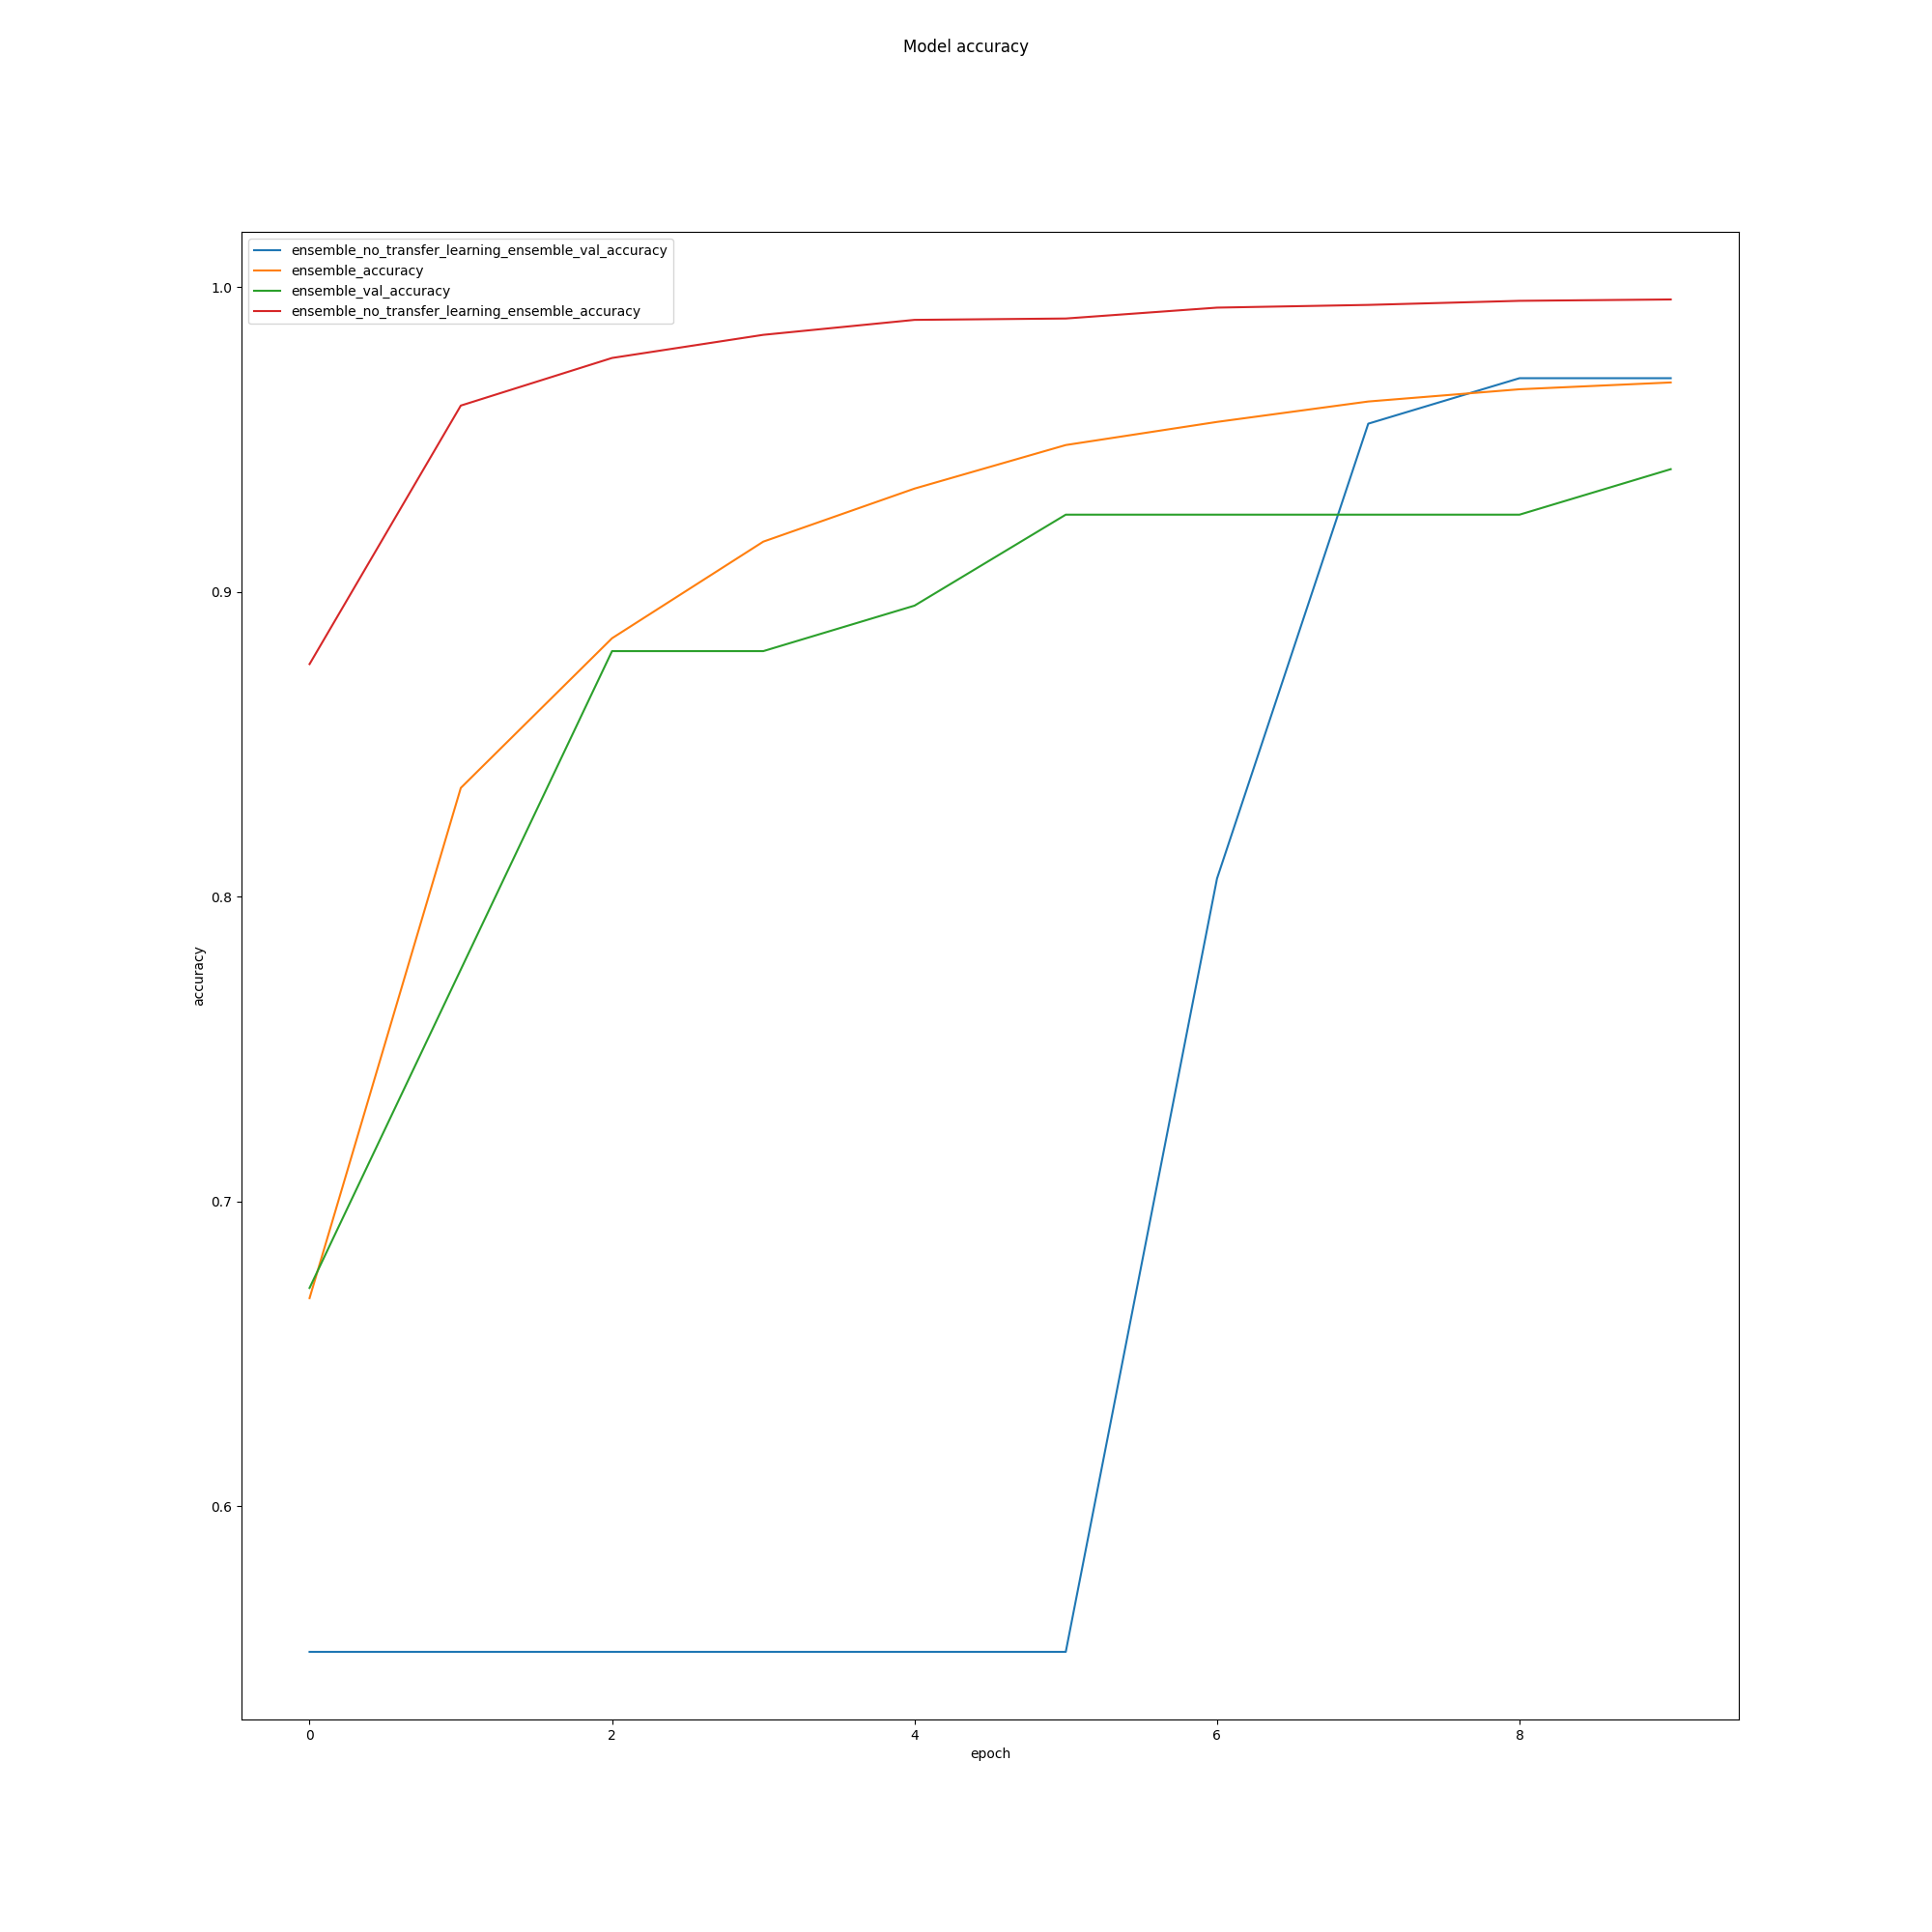 Model accuracy
ensemble_no_transfer_learning_ensemble_val_accuracy
ensemble_accuracy
ensemble_val_accuracy
ensemble_no_transfer_learning_ensemble_accuracy
1.0
0.9
0.8
0.7
0.6
accuracy
0 2 4 6 8
epoch